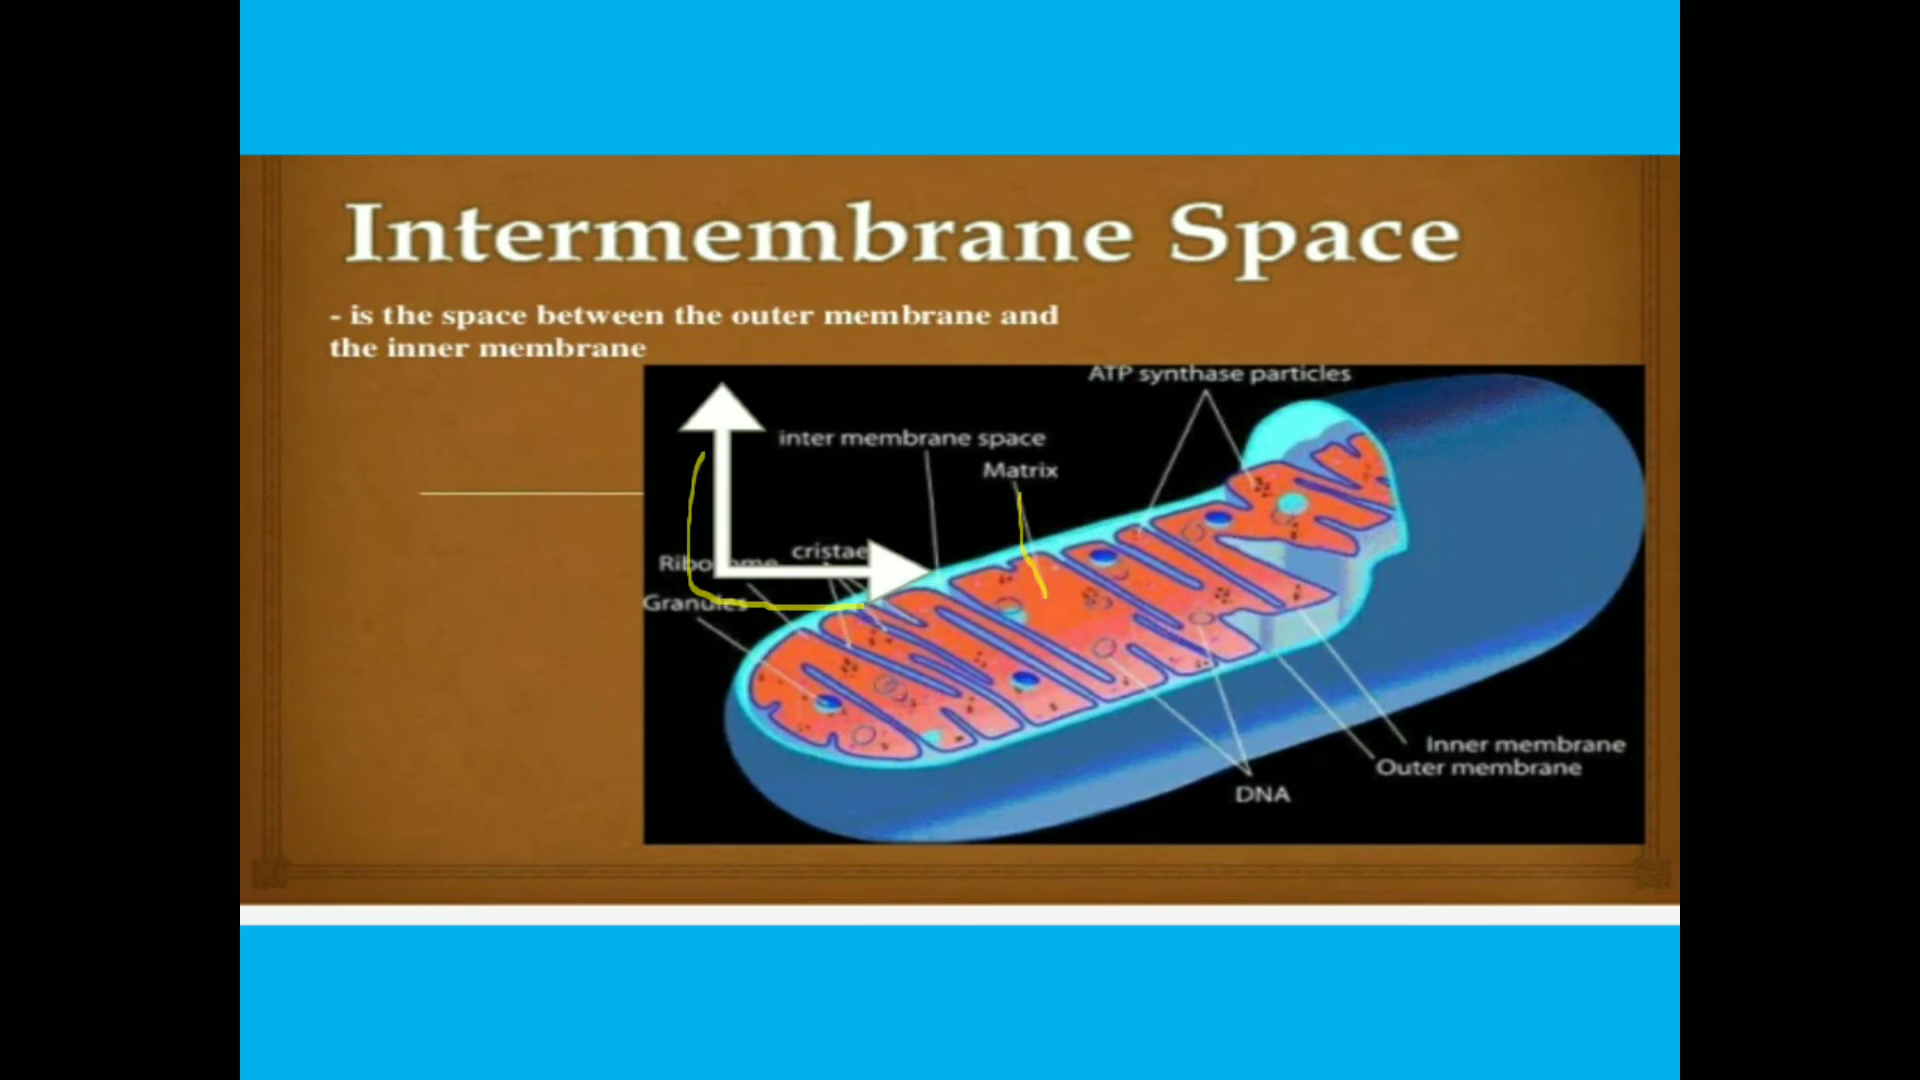 Intermembrane Space
- is the space between the outer membrane and
the inner membrane
ATP synthase particles
inter membrane space
Matrix
cristae
Ribosome
Granules
Inner membrane
Outer membrane
DNA